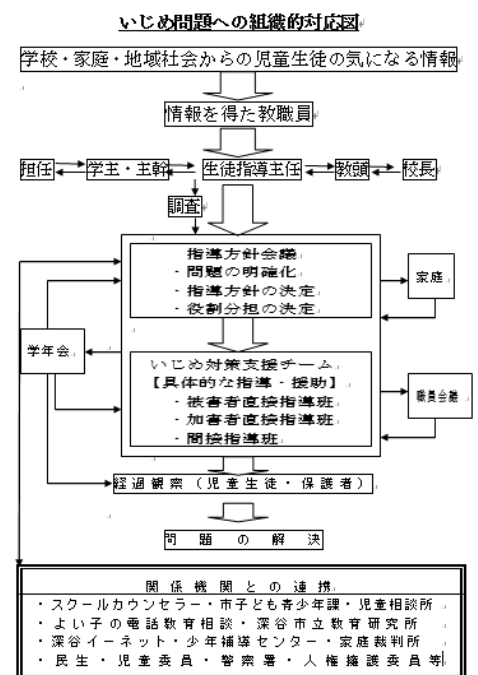 いじめ問題への組織的対応図
学校・家庭・地域社会からの児童生徒の気になる情報
情報を得た教職員
担任 学主・主幹 生徒指導主任 教頭 校長
調査
指導方針会議
・問題の明確化
・指導方針の決定
・役割分担の決定
家庭
学年会
いじめ対策支援チーム
【具体的な指導・援助】
・被害者直接指導班
・加害者直接指導班
・間接指導班
職員会議
経過観察（児童生徒・保護者）
問題の解決
関係機関との連携
・スクールカウンセラー・市子ども青少年課・児童相談所
・よい子の電話教育相談・深谷市立教育研究所
・深谷イーネット・少年補導センター・家庭裁判所
・民生・児童委員・警察署・人権擁護委員等